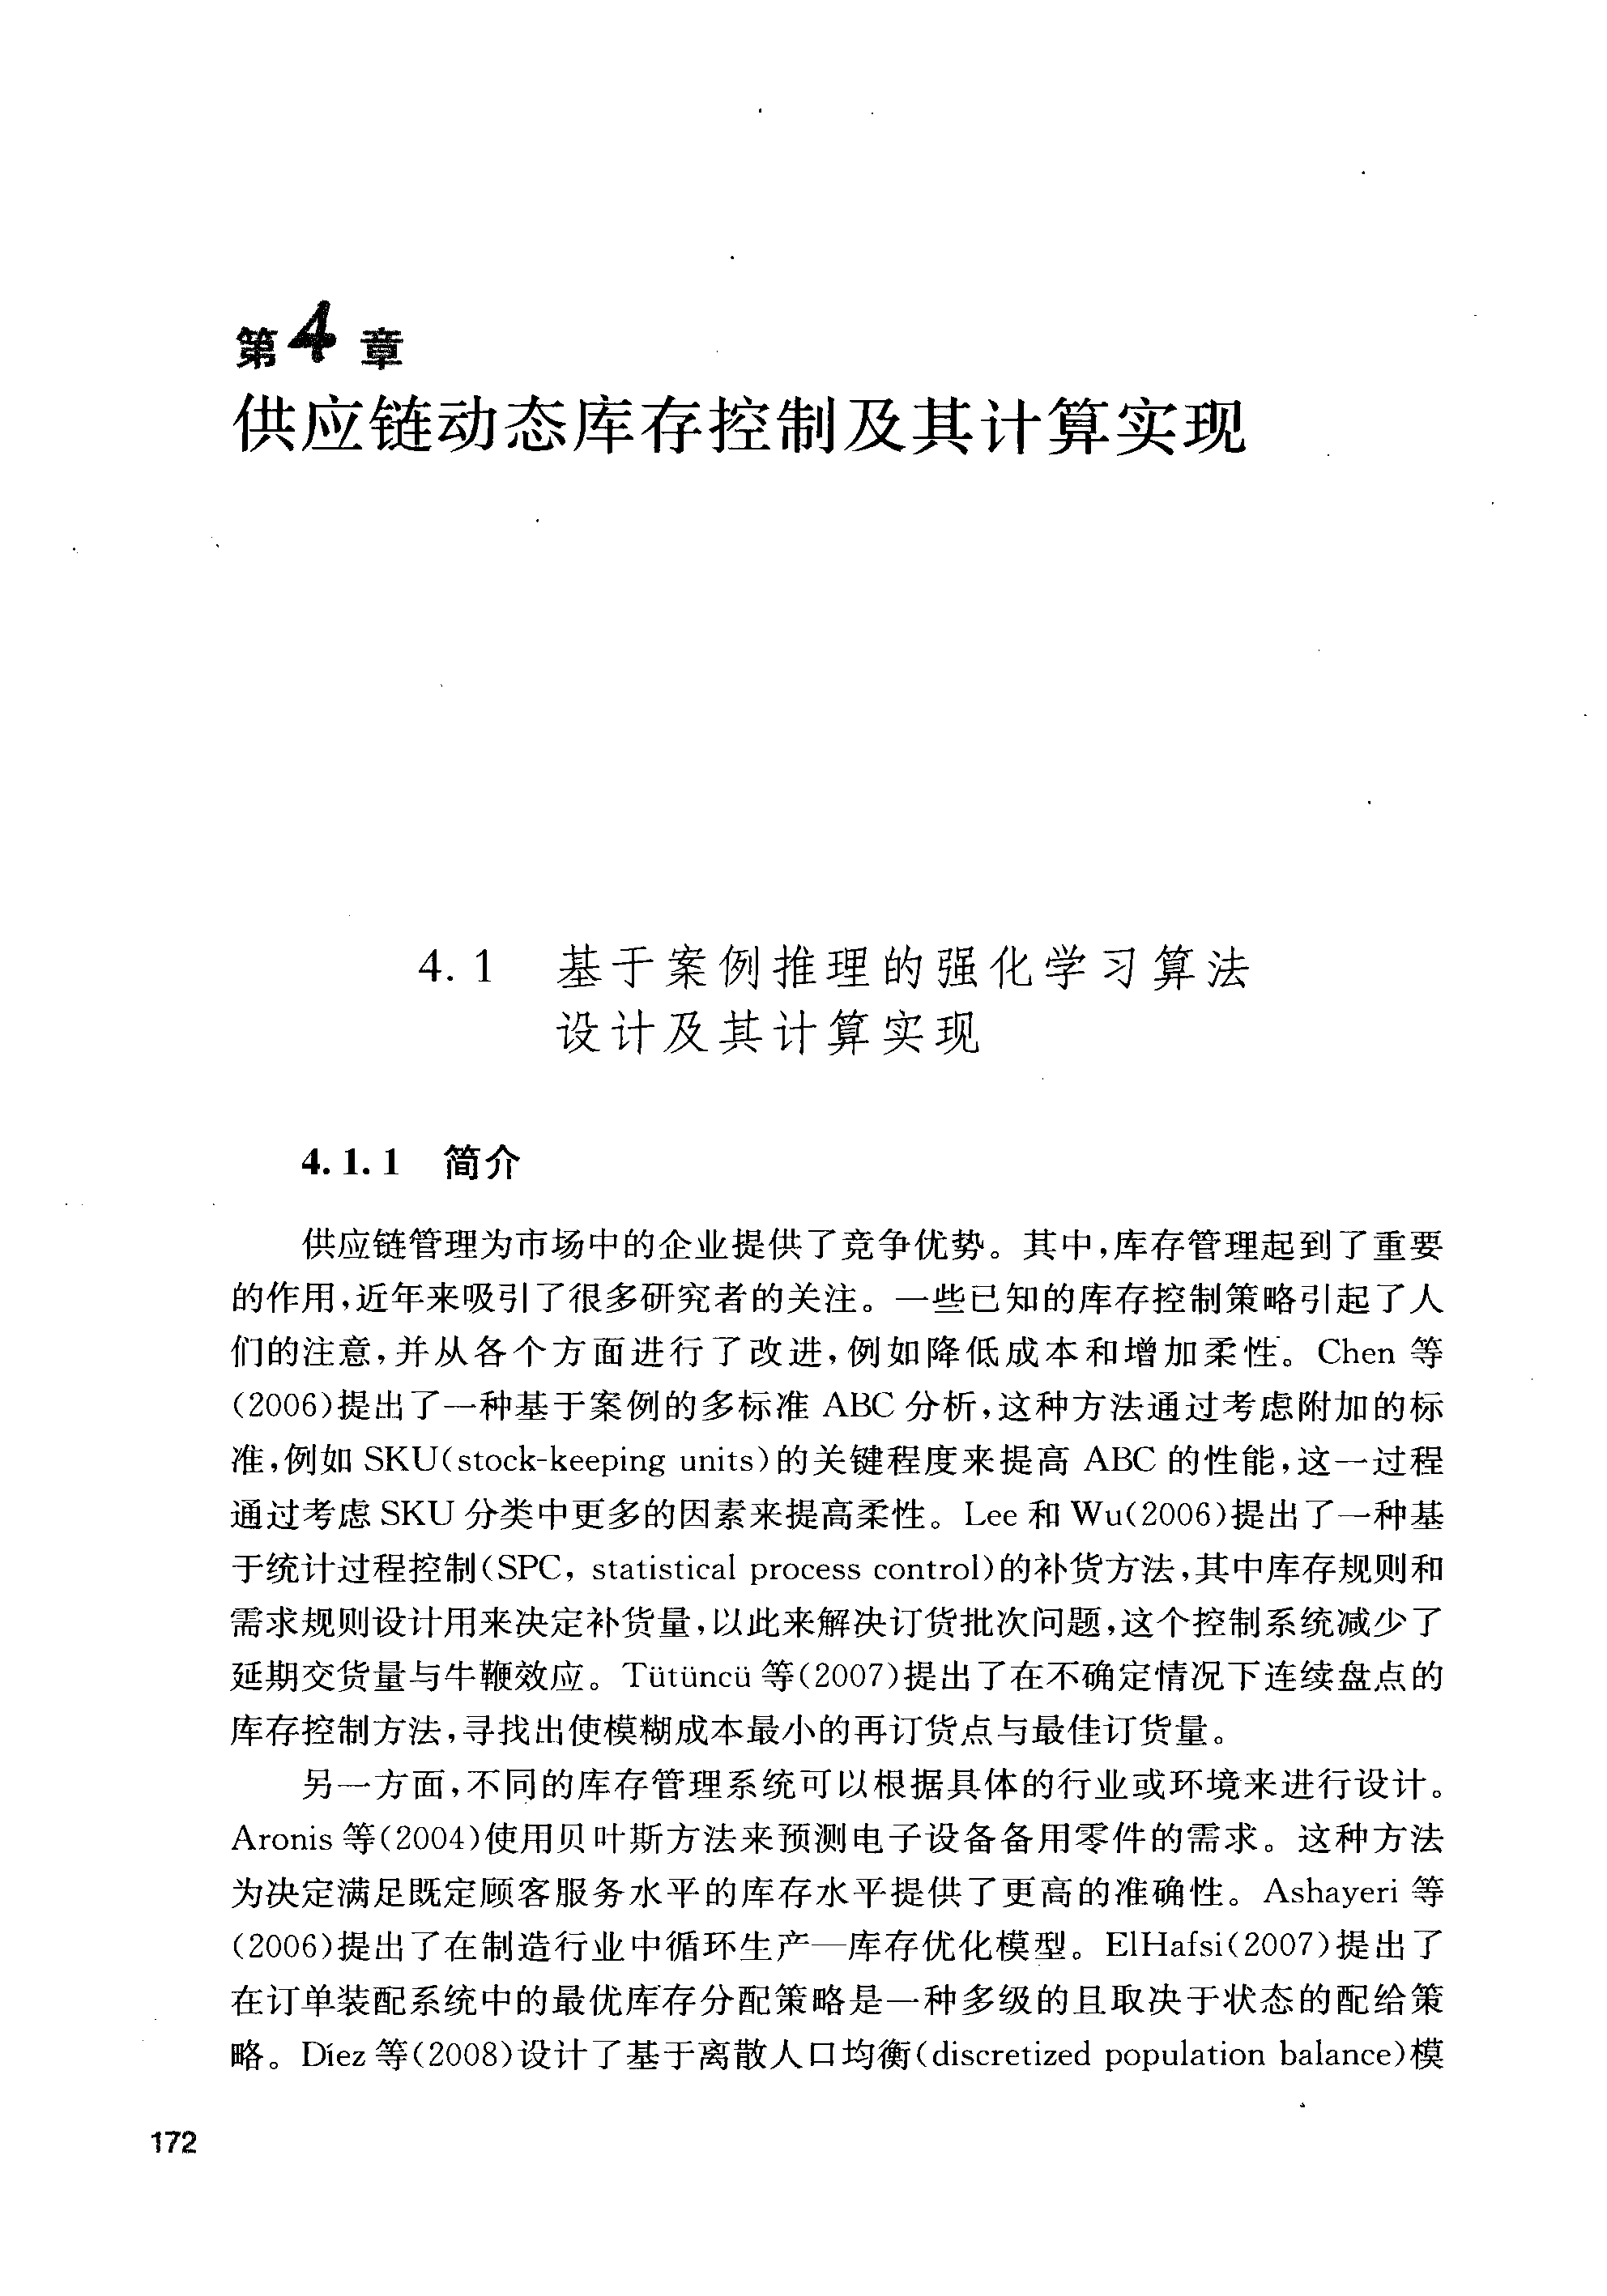 第4章
供应链动态库存控制及其计算实现
4.1 基于案例推理的强化学习算法
设计及其计算实现
4.1.1 简介
供应链管理为市场中的企业提供了竞争优势。其中,库存管理起到了重要
的作用,近年来吸引了很多研究者的关注。一些已知的库存控制策略引起了人
们的注意,并从各个方面进行了改进,例如降低成本和增加柔性。Chen 等
(2006)提出了一种基于案例的多标准 ABC 分析,这种方法通过考虑附加的标
准,例如 SKU(stock-keeping units)的关键程度来提高 ABC 的性能,这一过程
通过考虑 SKU 分类中更多的因素来提高柔性。Lee 和 Wu(2006)提出了一种基
于统计过程控制(SPC, statistical process control)的补货方法,其中库存规则和
需求规则设计用来决定补货量,以此来解决订货批次问题,这个控制系统减少了
延期交货量与牛鞭效应。Tütüncü 等(2007)提出了在不确定情况下连续盘点的
库存控制方法,寻找出使模糊成本最小的再订货点与最佳订货量。
另一方面,不同的库存管理系统可以根据具体的行业或环境来进行设计。
Aronis 等(2004)使用贝叶斯方法来预测电子设备备用零件的需求。这种方法
为决定满足既定顾客服务水平的库存水平提供了更高的准确性。Ashayeri 等
(2006)提出了在制造行业中循环生产—库存优化模型。ElHafsi(2007)提出了
在订单装配系统中的最优库存分配策略是一种多级的且取决于状态的配给策
略。Díez 等(2008)设计了基于离散人口均衡(discretized population balance)模
172